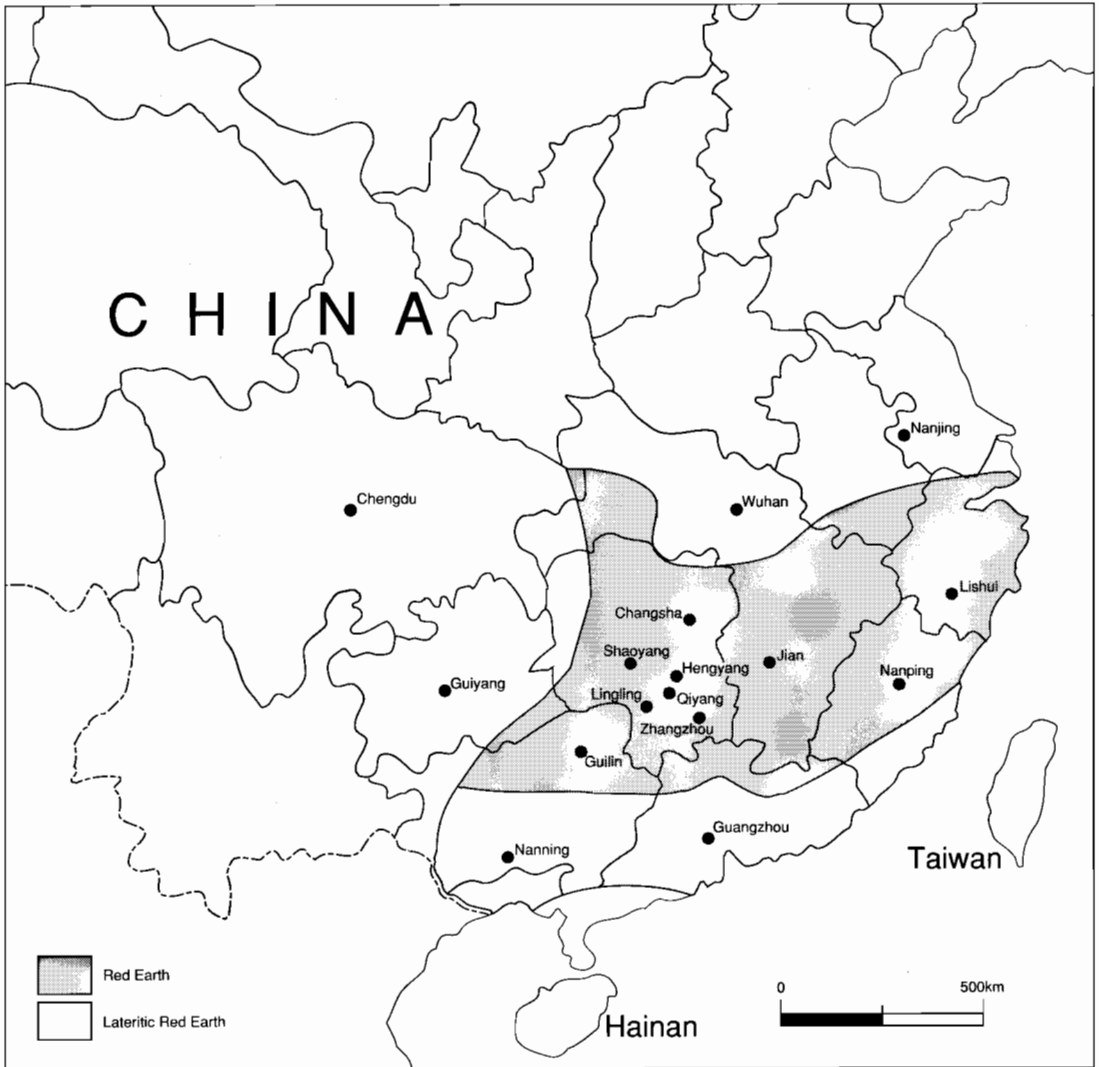 CHINA
Nanjing
Chengdu
Wuhan
Lishui
Changsha
Shaoyang
Jian
Hengyang
Nanping
Guiyang
Lingling
Qiyang
Zhangzhou
Guilin
Guangzhou
Nanning
Taiwan
Red Earth
0 500km
Lateritic Red Earth
Hainan